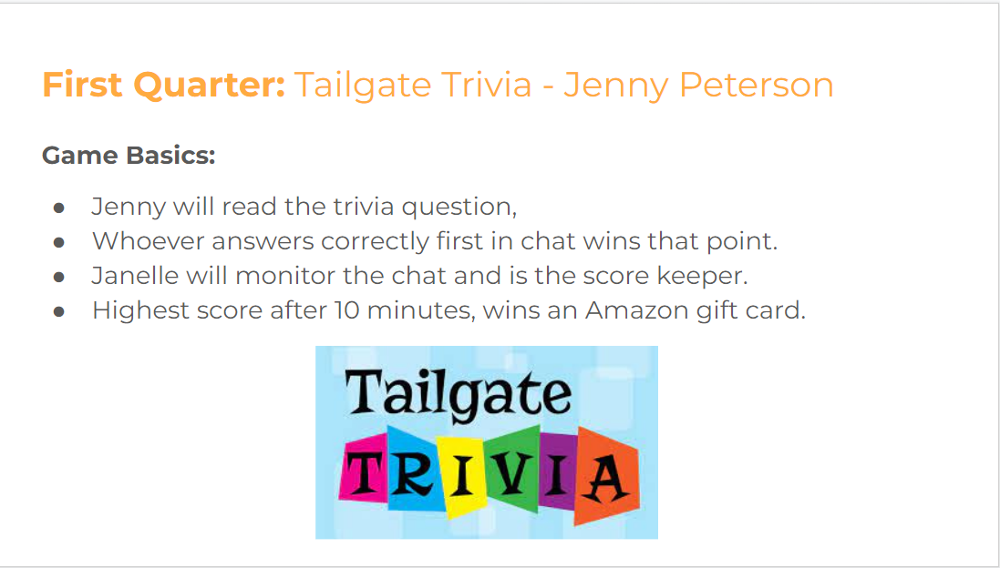 First Quarter: Tailgate Trivia - Jenny Peterson
Game Basics:
● Jenny will read the trivia question,
● Whoever answers correctly first in chat wins that point.
● Janelle will monitor the chat and is the score keeper.
● Highest score after 10 minutes, wins an Amazon gift card.
Tailgate
TRIVIA